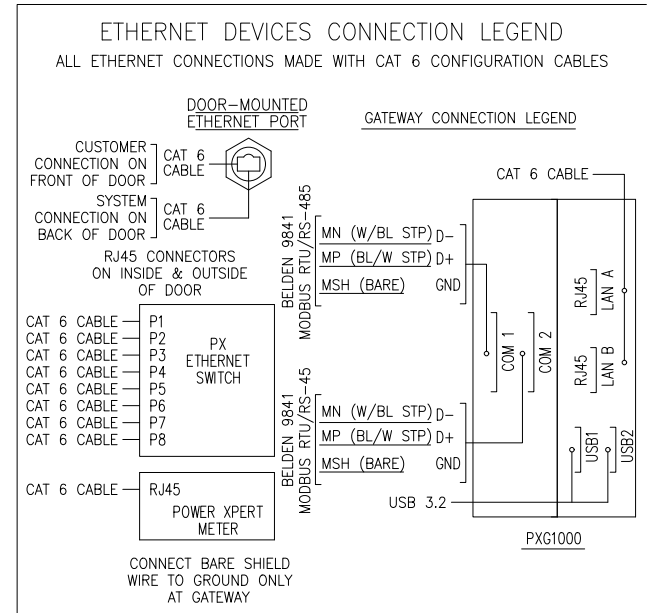 ETHERNET DEVICES CONNECTION LEGEND
ALL ETHERNET CONNECTIONS MADE WITH CAT 6 CONFIGURATION CABLES
DOOR-MOUNTED
ETHERNET PORT
CUSTOMER
CONNECTION ON
FRONT OF DOOR
CAT 6
CABLE
SYSTEM
CONNECTION ON
BACK OF DOOR
CAT 6
CABLE
RJ45 CONNECTORS
ON INSIDE & OUTSIDE
OF DOOR
CAT 6 CABLE P1
CAT 6 CABLE P2
CAT 6 CABLE P3
CAT 6 CABLE P4
CAT 6 CABLE P5
CAT 6 CABLE P6
CAT 6 CABLE P7
CAT 6 CABLE P8
PX
ETHERNET
SWITCH
CAT 6 CABLE RJ45
POWER XPERT
METER
CONNECT BARE SHIELD
WIRE TO GROUND ONLY
AT GATEWAY
GATEWAY CONNECTION LEGEND
CAT 6 CABLE
BELDEN 9841
MODBUS RTU/RS-485
MN (W/BL STP) D-
MP (BL/W STP) D+
MSH (BARE) GND
BELDEN 9841
MODBUS RTU/RS-45
MN (W/BL STP) D-
MP (BL/W STP) D+
MSH (BARE) GND
COM 1
COM 2
RJ45
LAN A
RJ45
LAN B
USB1
USB2
USB 3.2
PXG1000